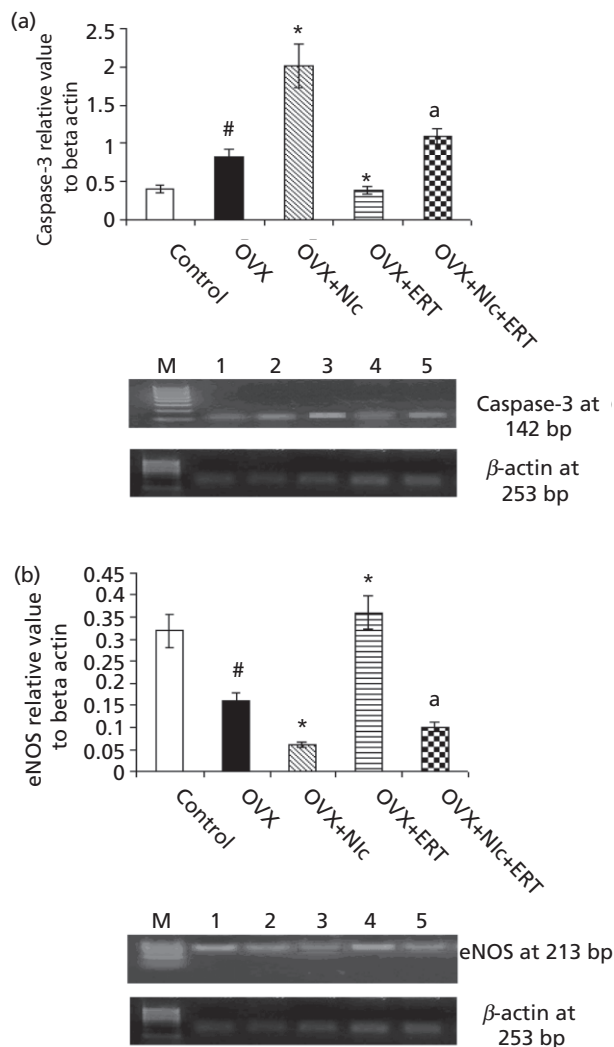 (a)
Caspase-3 relative value
to beta actin
2.5
2
1.5
1
0.5
0
#
*
*
a
Control
OVX
OVX+NIc
OVX+ERT
OVX+NIc+ERT
M 1 2 3 4 5
Caspase-3 at
142 bp
β-actin at
253 bp
(b)
eNOS relative value
to beta actin
0.45
0.4
0.35
0.3
0.25
0.2
0.15
0.1
0.05
0
#
*
*
a
Control
OVX
OVX+NIc
OVX+ERT
OVX+NIc+ERT
M 1 2 3 4 5
eNOS at 213 bp
β-actin at
253 bp